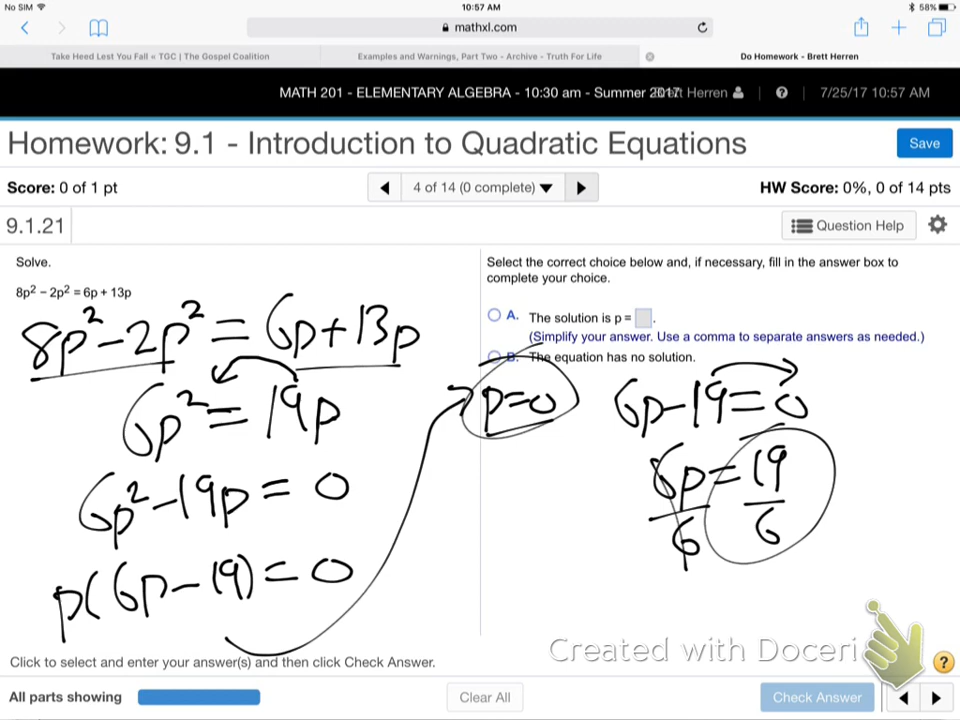 No SIM 10:57 AM 58%
mathxl.com
Take Heed Lest You Fall « TGC | The Gospel Coalition Examples and Warnings, Part Two - Archive - Truth For Life Do Homework - Brett Herren
MATH 201 - ELEMENTARY ALGEBRA - 10:30 am - Summer 2017 Herren ? 7/25/17 10:57 AM
Homework: 9.1 - Introduction to Quadratic Equations Save
Score: 0 of 1 pt 4 of 14 (0 complete) HW Score: 0%, 0 of 14 pts
9.1.21 Question Help
Solve.
8p² – 2p² = 6p + 13p
8p²-2p² = 6p+13p
6p² = 19p
6p²-19p = 0
p(6p-19) = 0
Select the correct choice below and, if necessary, fill in the answer box to
complete your choice.
A. The solution is p = .
(Simplify your answer. Use a comma to separate answers as needed.)
B. The equation has no solution.
p=0 6p-19=0
6p = 19
6 6
Created with Doceri
Click to select and enter your answer(s) and then click Check Answer. ?
All parts showing Clear All Check Answer